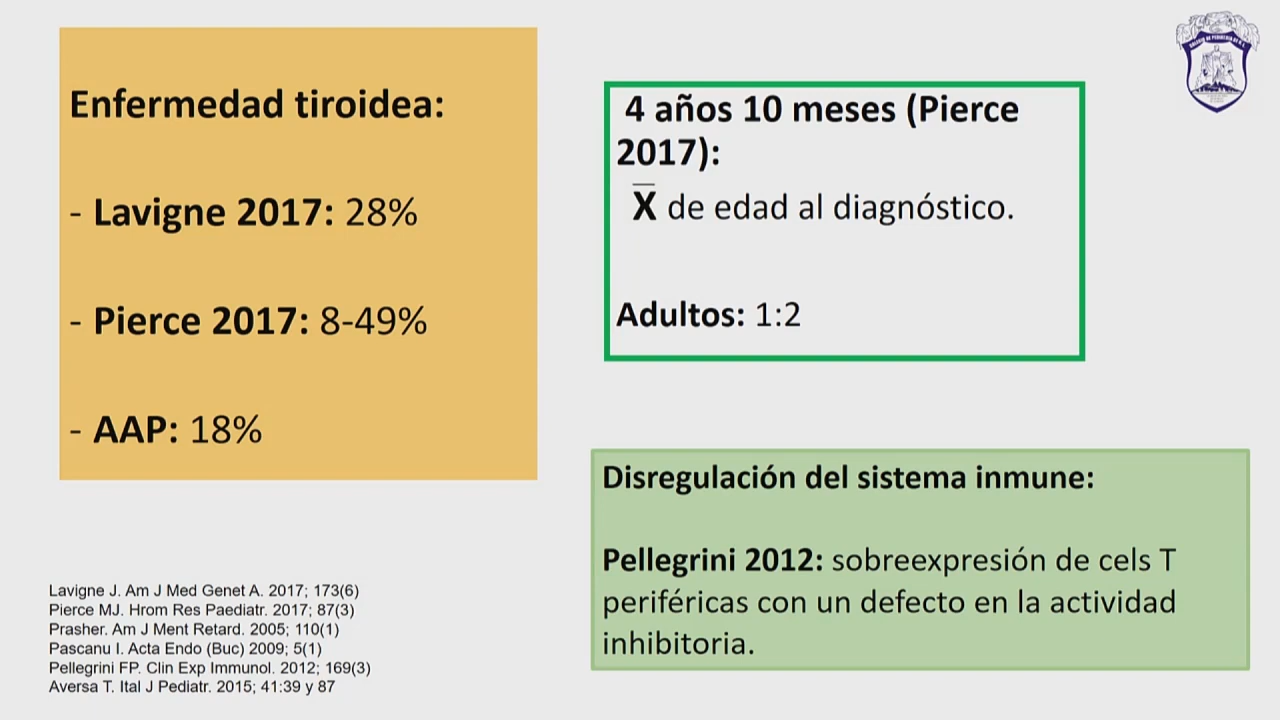 Enfermedad tiroidea:
- Lavigne 2017: 28%
- Pierce 2017: 8-49%
- AAP: 18%
4 años 10 meses (Pierce
2017):
X̅ de edad al diagnóstico.
Adultos: 1:2
Disregulación del sistema inmune:
Pellegrini 2012: sobreexpresión de cels T
periféricas con un defecto en la actividad
inhibitoria.
Lavigne J. Am J Med Genet A. 2017; 173(6)
Pierce MJ. Hrom Res Paediatr. 2017; 87(3)
Prasher. Am J Ment Retard. 2005; 110(1)
Pascanu I. Acta Endo (Buc) 2009; 5(1)
Pellegrini FP. Clin Exp Immunol. 2012; 169(3)
Aversa T. Ital J Pediatr. 2015; 41:39 y 87